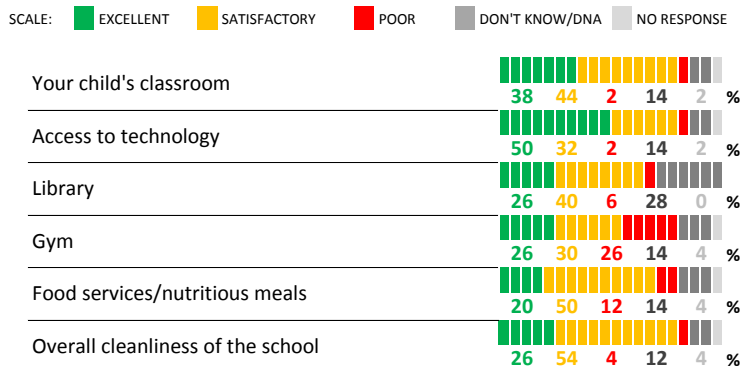 SCALE: EXCELLENT SATISFACTORY POOR DON'T KNOW/DNA NO RESPONSE
Your child's classroom
38 44 2 14 2 %
Access to technology
50 32 2 14 2 %
Library
26 40 6 28 0 %
Gym
26 30 26 14 4 %
Food services/nutritious meals
20 50 12 14 4 %
Overall cleanliness of the school
26 54 4 12 4 %